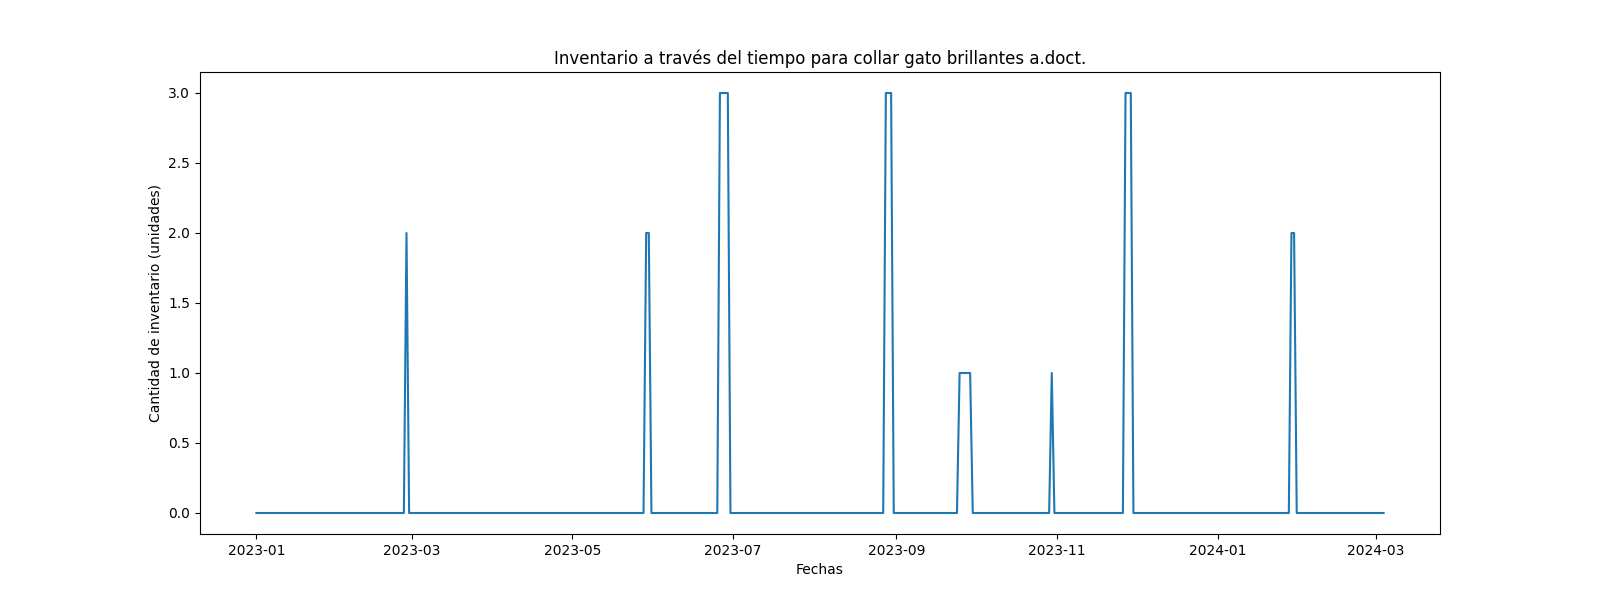 Inventario a través del tiempo para collar gato brillantes a.doct.
Cantidad de inventario (unidades)
3.0
2.5
2.0
1.5
1.0
0.5
0.0
2023-01 2023-03 2023-05 2023-07 2023-09 2023-11 2024-01 2024-03
Fechas